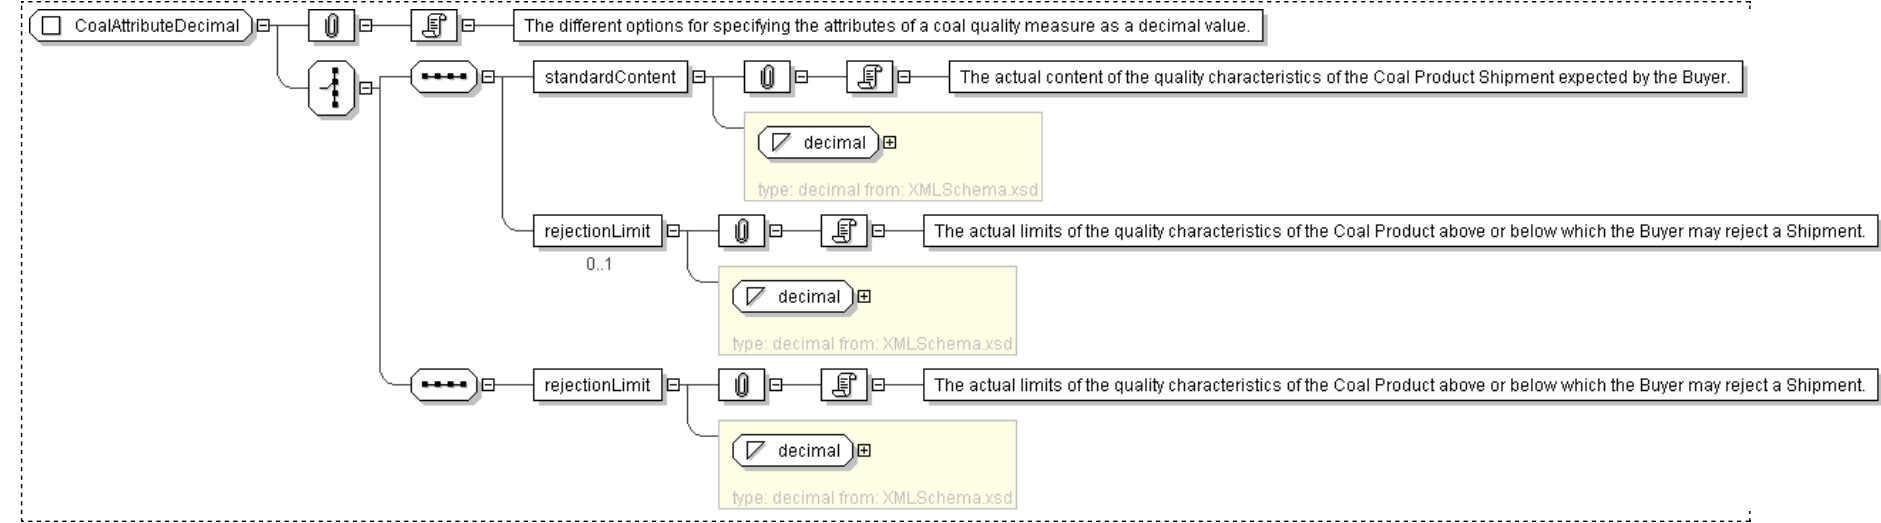 CoalAttributeDecimal
The different options for specifying the attributes of a coal quality measure as a decimal value.
standardContent
The actual content of the quality characteristics of the Coal Product Shipment expected by the Buyer.
decimal
type: decimal from: XMLSchema.xsd
rejectionLimit
The actual limits of the quality characteristics of the Coal Product above or below which the Buyer may reject a Shipment.
0..1
decimal
type: decimal from: XMLSchema.xsd
rejectionLimit
The actual limits of the quality characteristics of the Coal Product above or below which the Buyer may reject a Shipment.
decimal
type: decimal from: XMLSchema.xsd